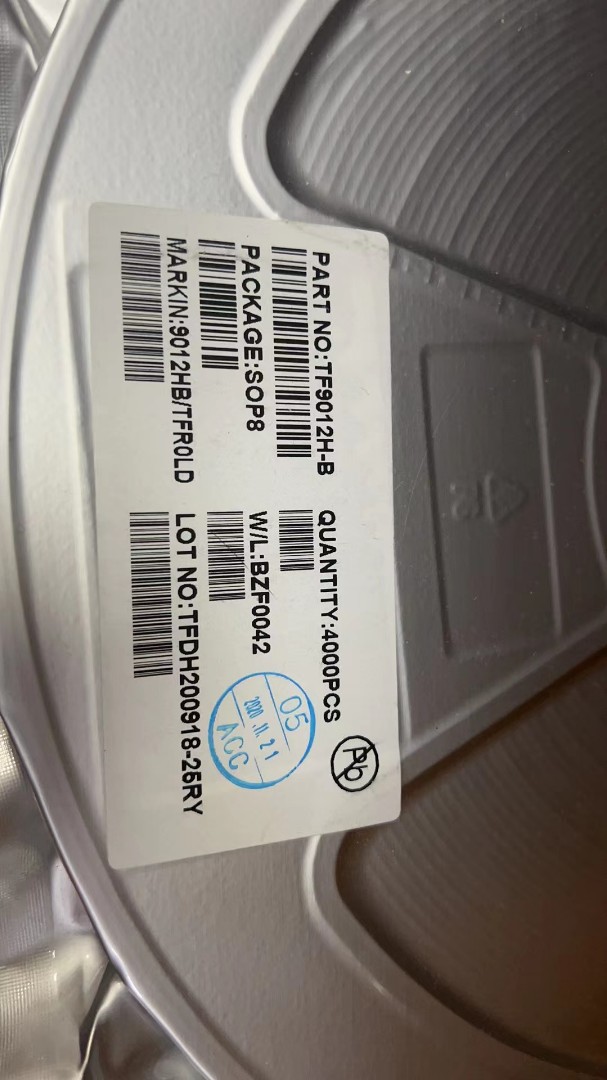 PART NO:TF9012H-B
QUANTITY:4000PCS
Pb
PACKAGE:SOP8
W/L:BZF0042
05
2020.11.21
ACC
MARKIN:9012HB/TFR0LD
LOT NO:TFDH200918-25RY